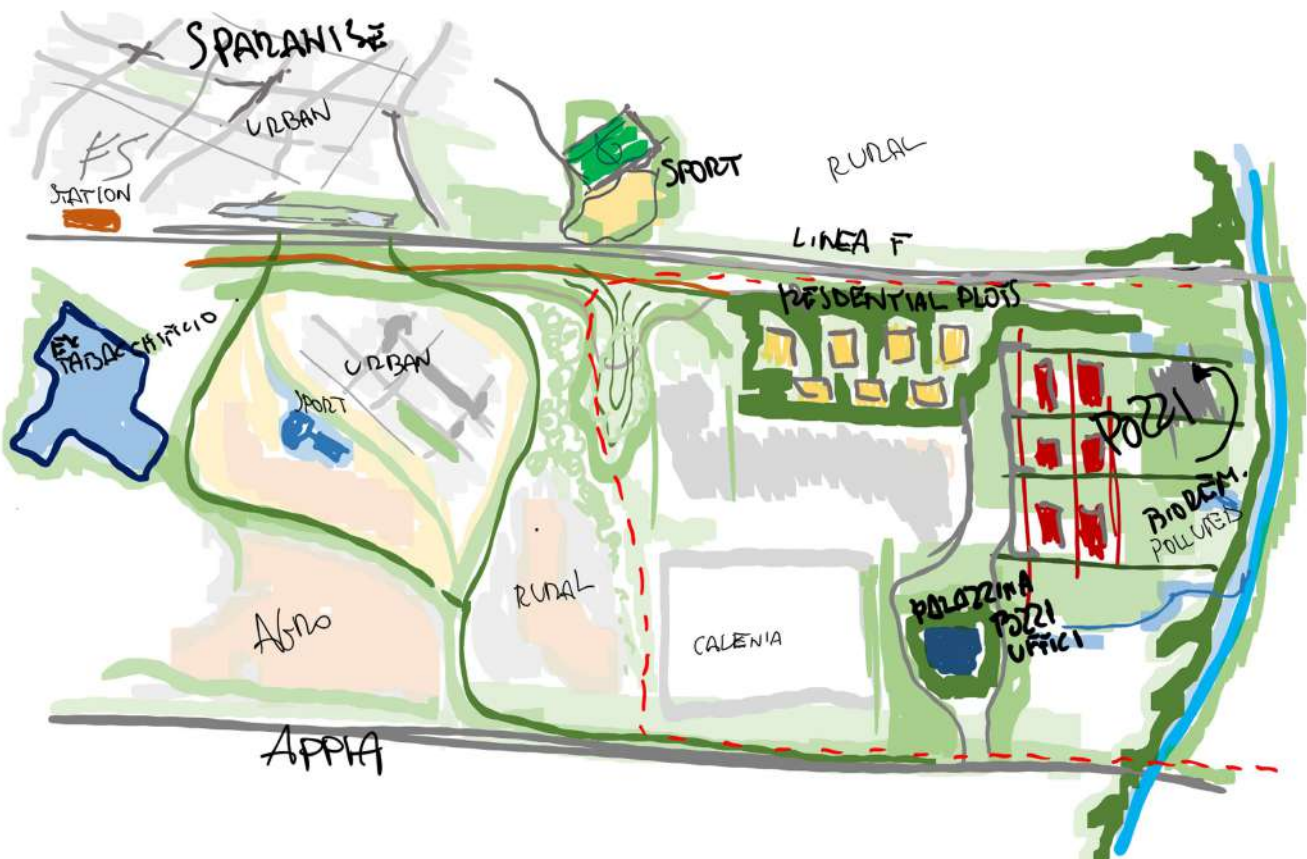 SPARANISE
URBAN
FS
STATION
SPORT
RURAL
LINEA F
RESIDENTIAL PLOTS
EX
TABACCHIFICIO
URBAN
SPORT
POZZI
BIOREM.
POLLUTED
RURAL
AGRO
CALENIA
PALAZZINA
POZZI
UFFICI
APPIA